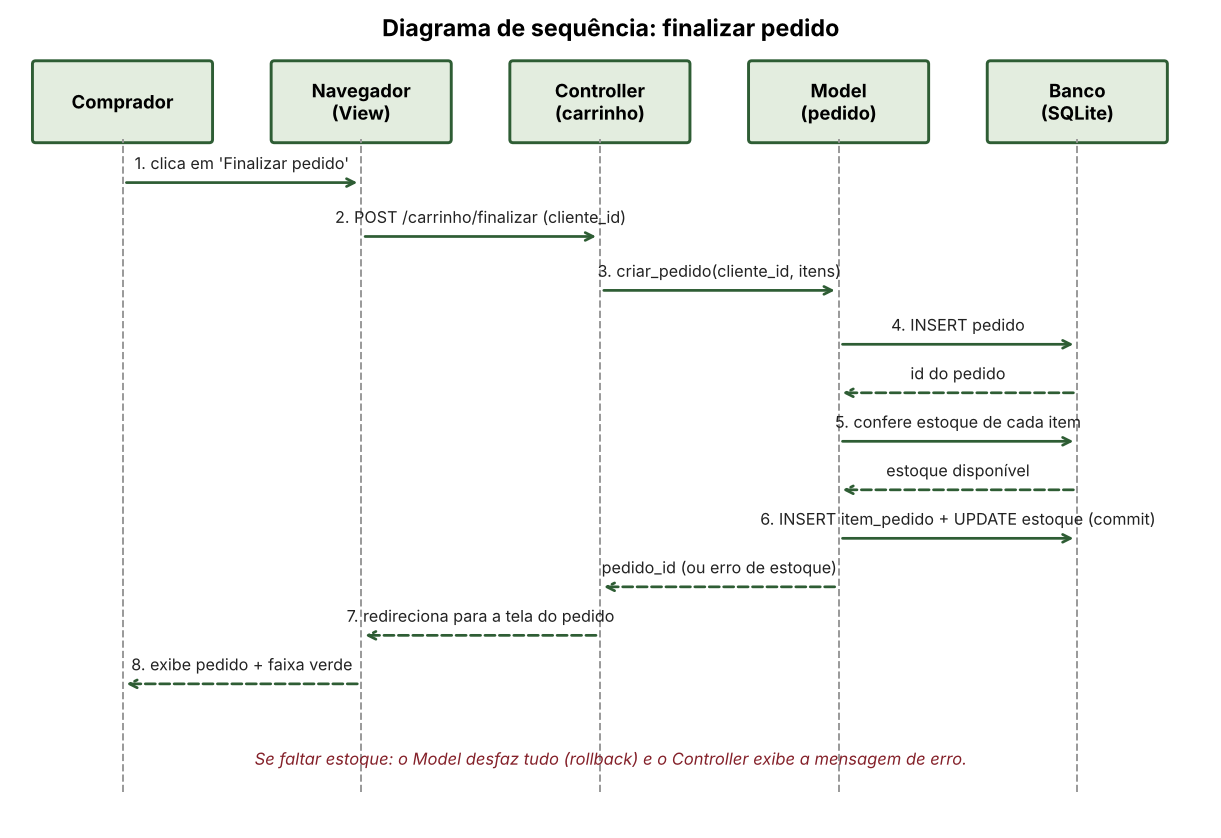 Diagrama de sequência: finalizar pedido
Comprador
Navegador
(View)
Controller
(carrinho)
Model
(pedido)
Banco
(SQLite)
1. clica em 'Finalizar pedido'
2. POST /carrinho/finalizar (cliente_id)
3. criar_pedido(cliente_id, itens)
4. INSERT pedido
id do pedido
5. confere estoque de cada item
estoque disponível
6. INSERT item_pedido + UPDATE estoque (commit)
pedido_id (ou erro de estoque)
7. redireciona para a tela do pedido
8. exibe pedido + faixa verde
Se faltar estoque: o Model desfaz tudo (rollback) e o Controller exibe a mensagem de erro.